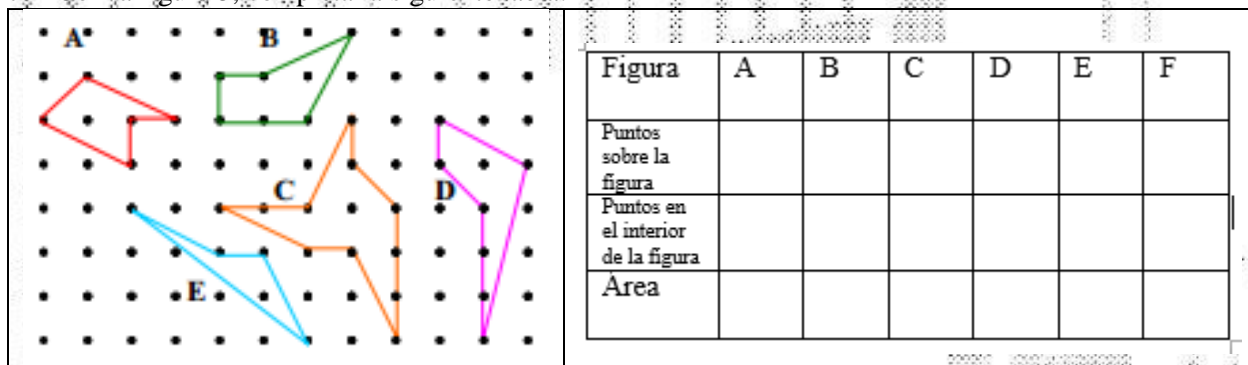 A
B
C
D
E
Figura A B C D E F
Puntos
sobre la
figura
Puntos en
el interior
de la figura
Área